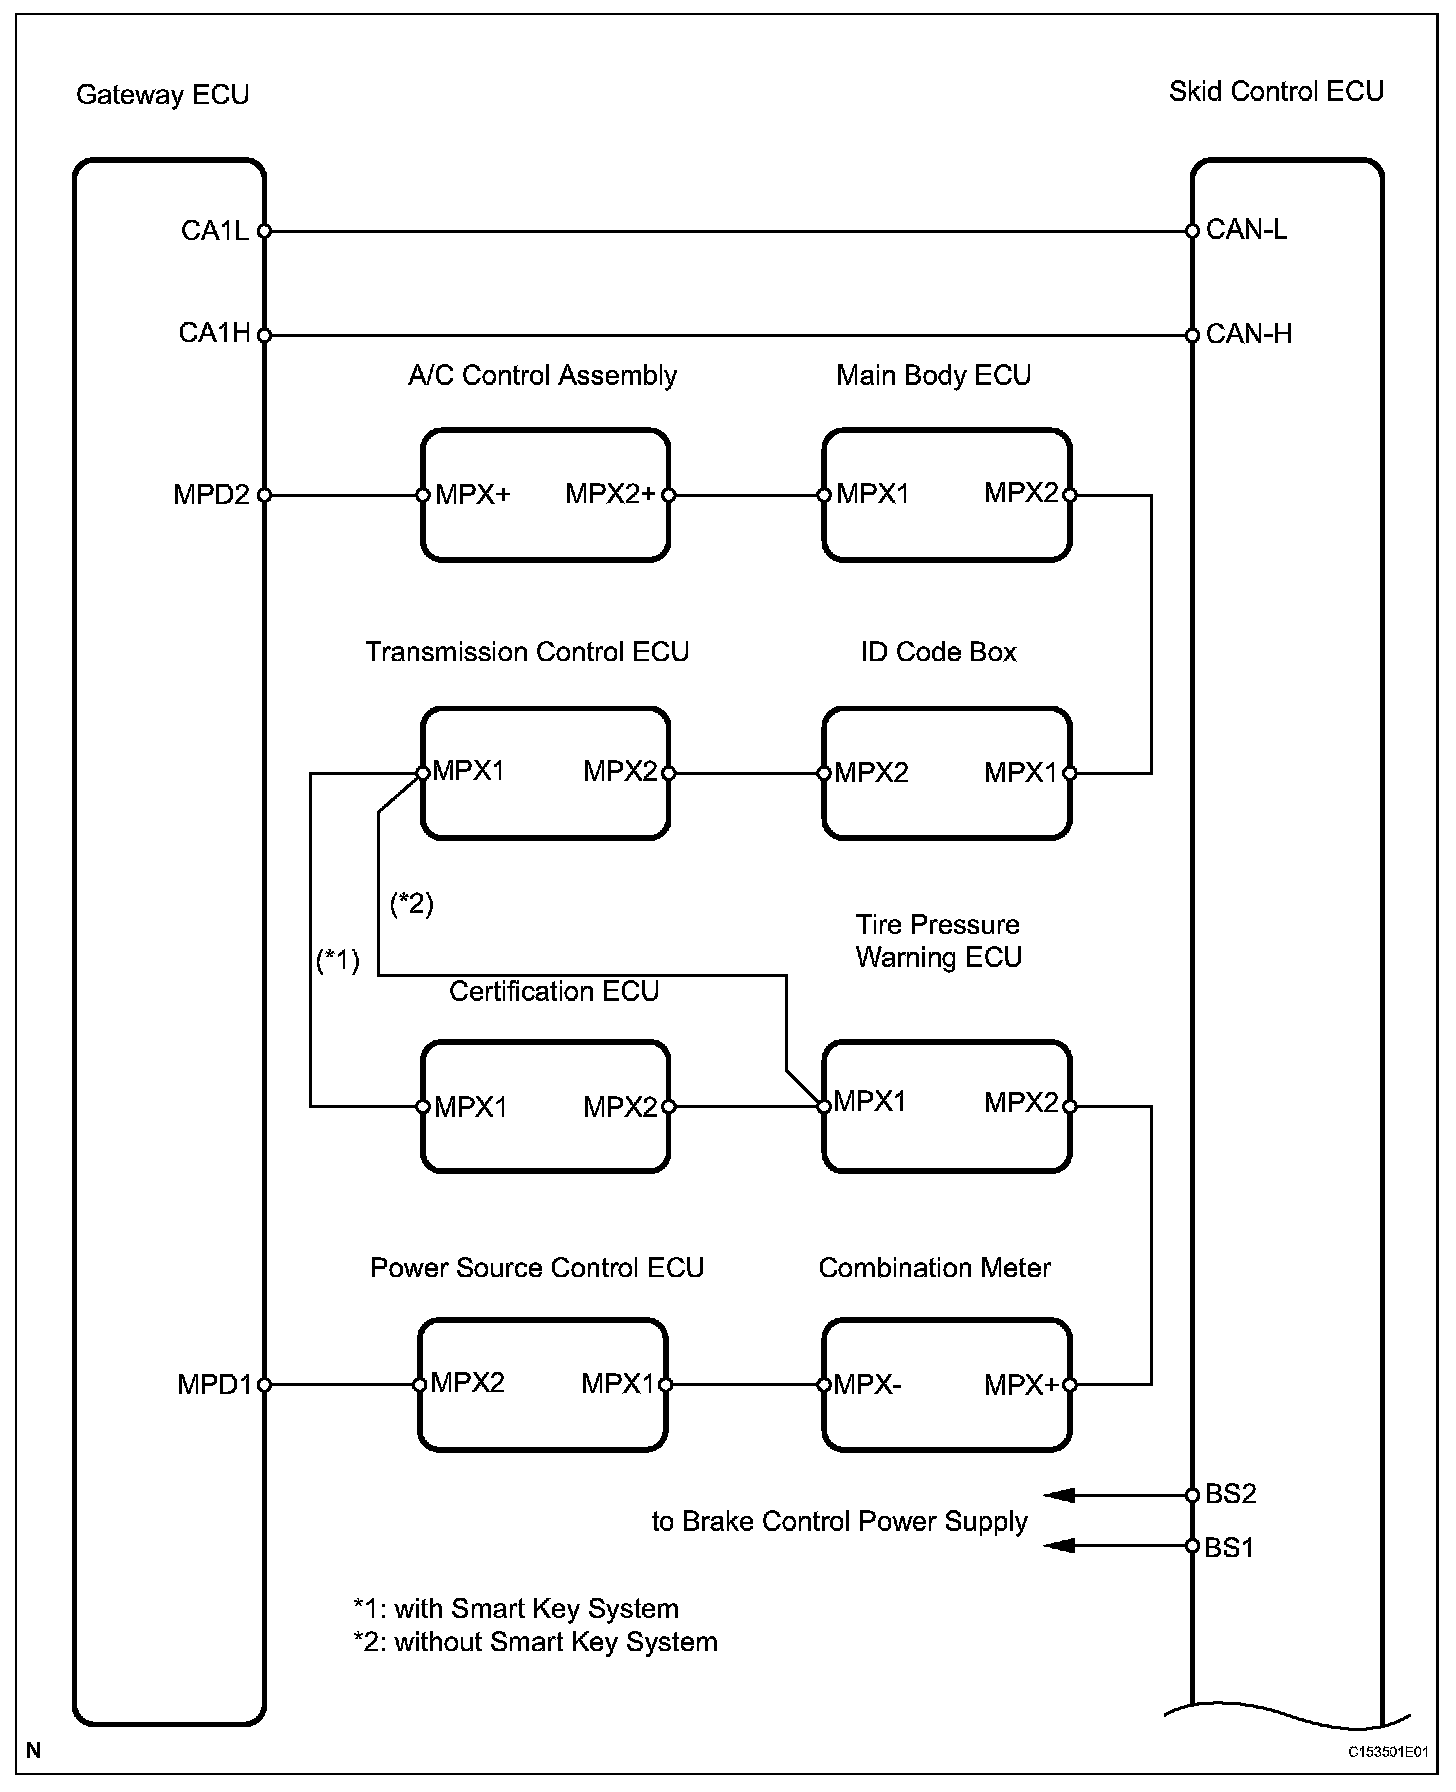 Gateway ECU
Skid Control ECU
CA1L
CAN-L
CA1H
CAN-H
A/C Control Assembly
Main Body ECU
MPD2
MPX+
MPX2+
MPX1
MPX2
Transmission Control ECU
ID Code Box
MPX1
MPX2
MPX2
MPX1
(*2)
(*1)
Tire Pressure
Warning ECU
Certification ECU
MPX1
MPX2
MPX1
MPX2
Power Source Control ECU
Combination Meter
MPD1
MPX2
MPX1
MPX-
MPX+
BS2
to Brake Control Power Supply
BS1
*1: with Smart Key System
*2: without Smart Key System
N
C153501E01